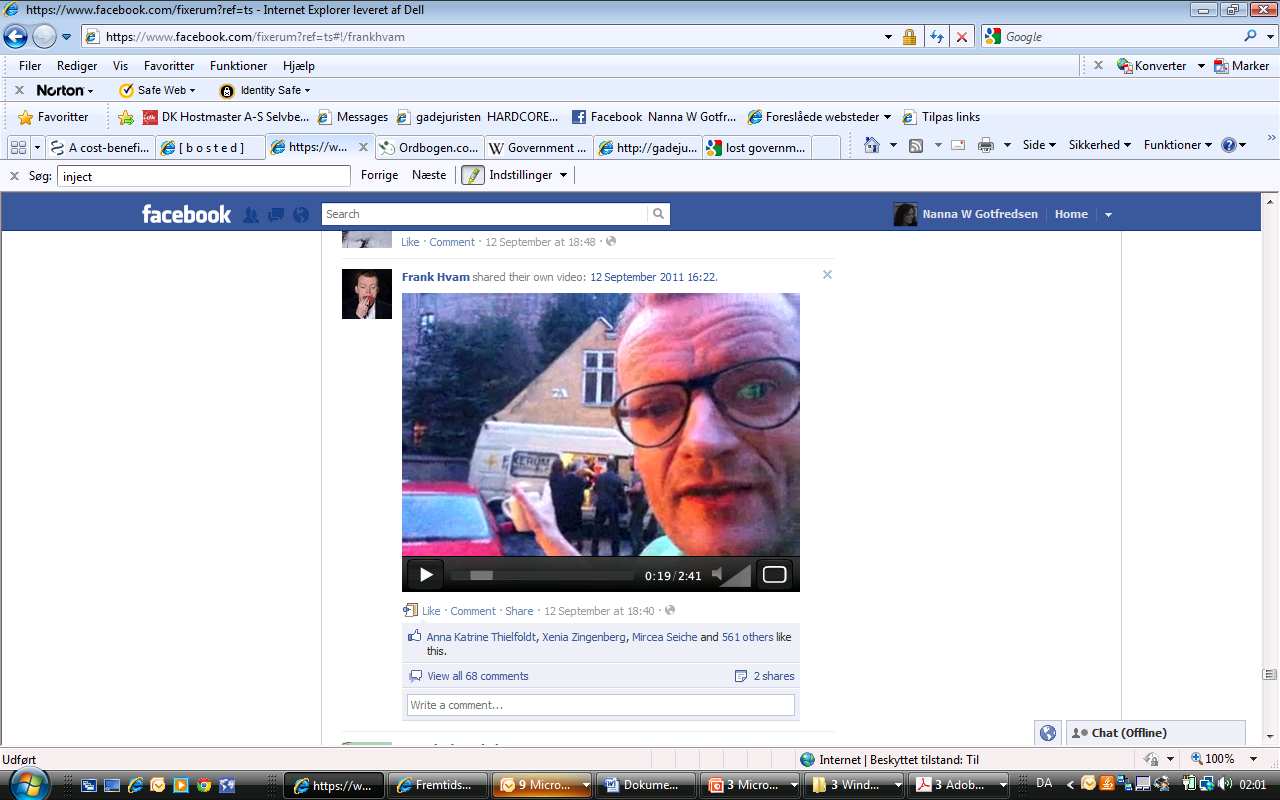 https://www.facebook.com/fixerum?ref=ts - Internet Explorer leveret af Dell
https://www.facebook.com/fixerum?ref=ts#!/frankhvam
Google
Filer Rediger Vis Favoritter Funktioner Hjælp
Konverter Marker
Norton Safe Web Identity Safe
Favoritter DK Hostmaster A-S Selvbe... Messages gadejuristen HARDCORE... Facebook Nanna W Gotfr... Foreslåede websteder Tilpas links
A cost-benefi... [ b o s t e d ] https://w... Ordbogen.co... Government ... http://gadeju... lost governm... Side Sikkerhed Funktioner
Søg: inject Forrige Næste Indstillinger
facebook Search Nanna W Gotfredsen Home
Like · Comment · 12 September at 18:48 ·
Frank Hvam shared their own video: 12 September 2011 16:22.
FIXERUM
0:19/2:41
Like · Comment · Share · 12 September at 18:40 ·
Anna Katrine Thielfoldt, Xenia Zingenberg, Mircea Seiche and 561 others like
this.
View all 68 comments 2 shares
Write a comment...
Chat (Offline)
Udført Internet | Beskyttet tilstand: Til 100%
https://w... Fremtids... 9 Micro... Dokume... 3 Micro... 3 Wind... 3 Adob... DA 02:01